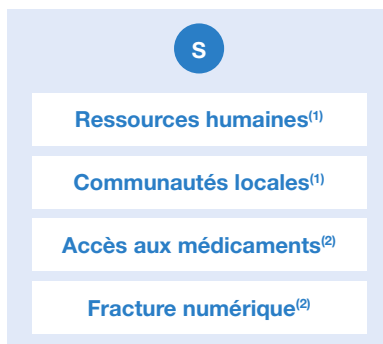 S
Ressources humaines(1)
Communautés locales(1)
Accès aux médicaments(2)
Fracture numérique(2)